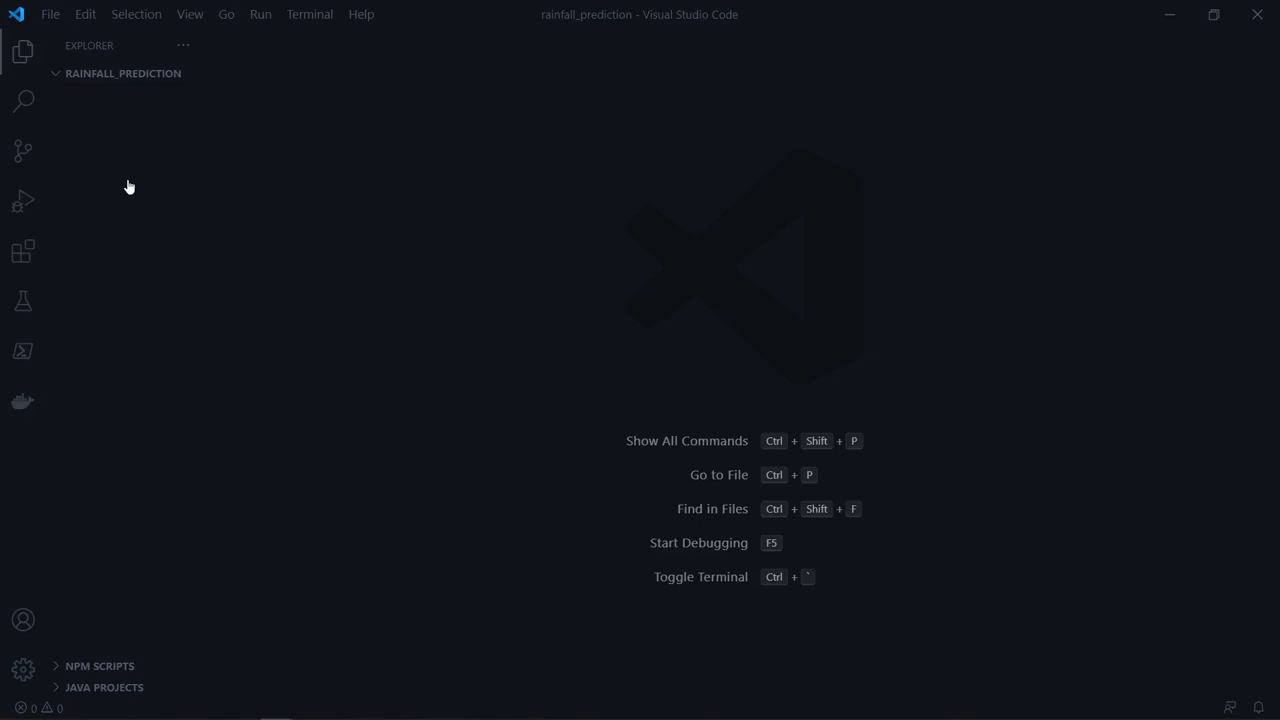 File Edit Selection View Go Run Terminal Help rainfall_prediction - Visual Studio Code
EXPLORER
RAINFALL_PREDICTION
Show All Commands Ctrl + Shift + P
Go to File Ctrl + P
Find in Files Ctrl + Shift + F
Start Debugging F5
Toggle Terminal Ctrl + `
NPM SCRIPTS
JAVA PROJECTS
0 0